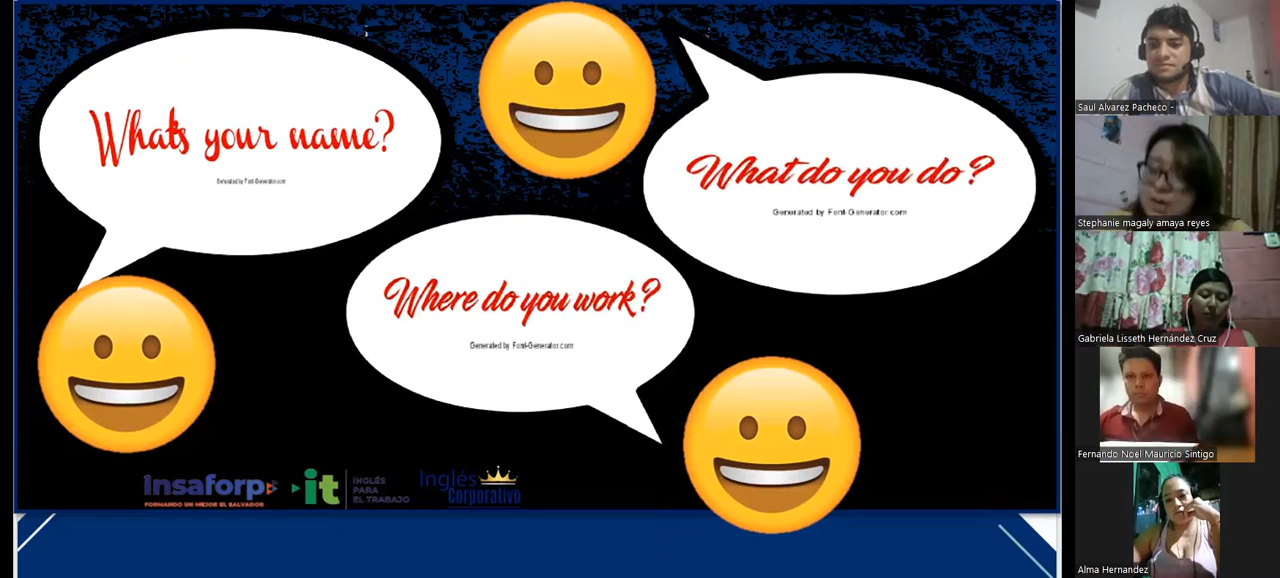 What's your name?
Generated by Font-Generator.com
What do you do?
Generated by Font-Generator.com
Where do you work?
Generated by Font-Generator.com
insaforp
FORMANDO UN MEJOR EL SALVADOR
it
INGLÉS
PARA
EL TRABAJO
Inglés
Corporativo
Saul Alvarez Pacheco -
Stephanie magaly amaya reyes
Gabriela Lisseth Hernández Cruz
Fernando Noel Mauricio Sintigo
Alma Hernandez